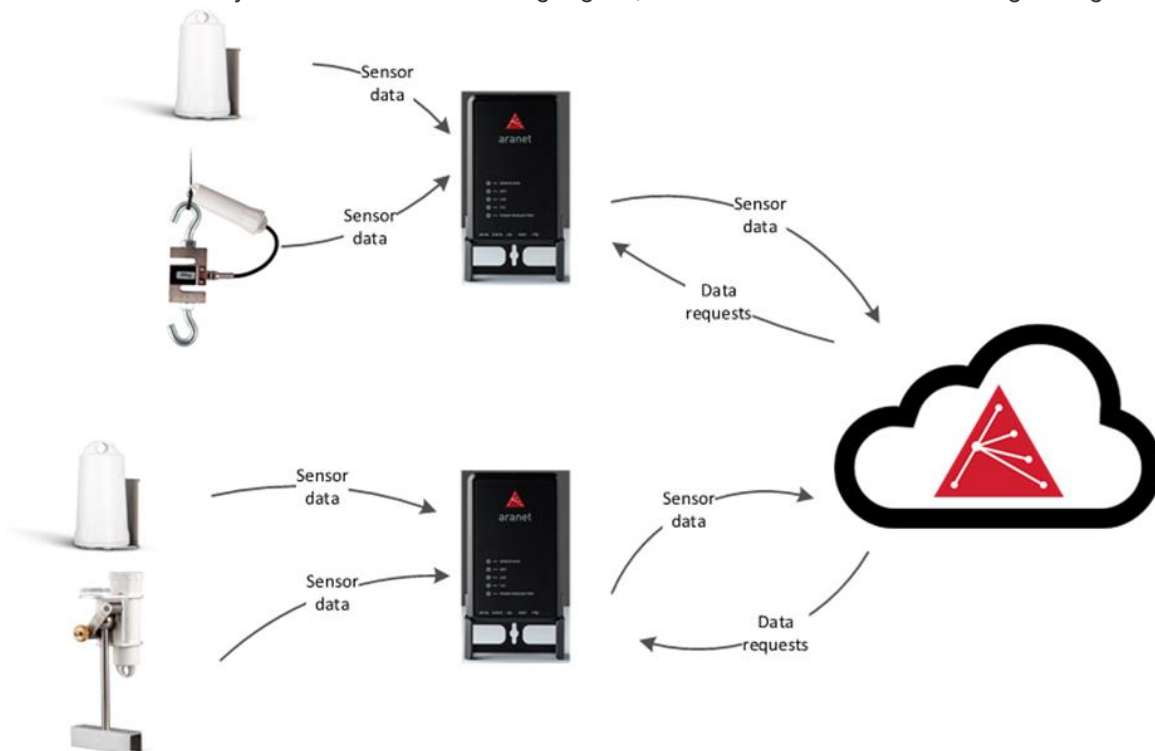 Sensor
data
aranet
Sensor
data
Sensor
data
Data
requests
Sensor
data
aranet
Sensor
data
Sensor
data
Data
requests